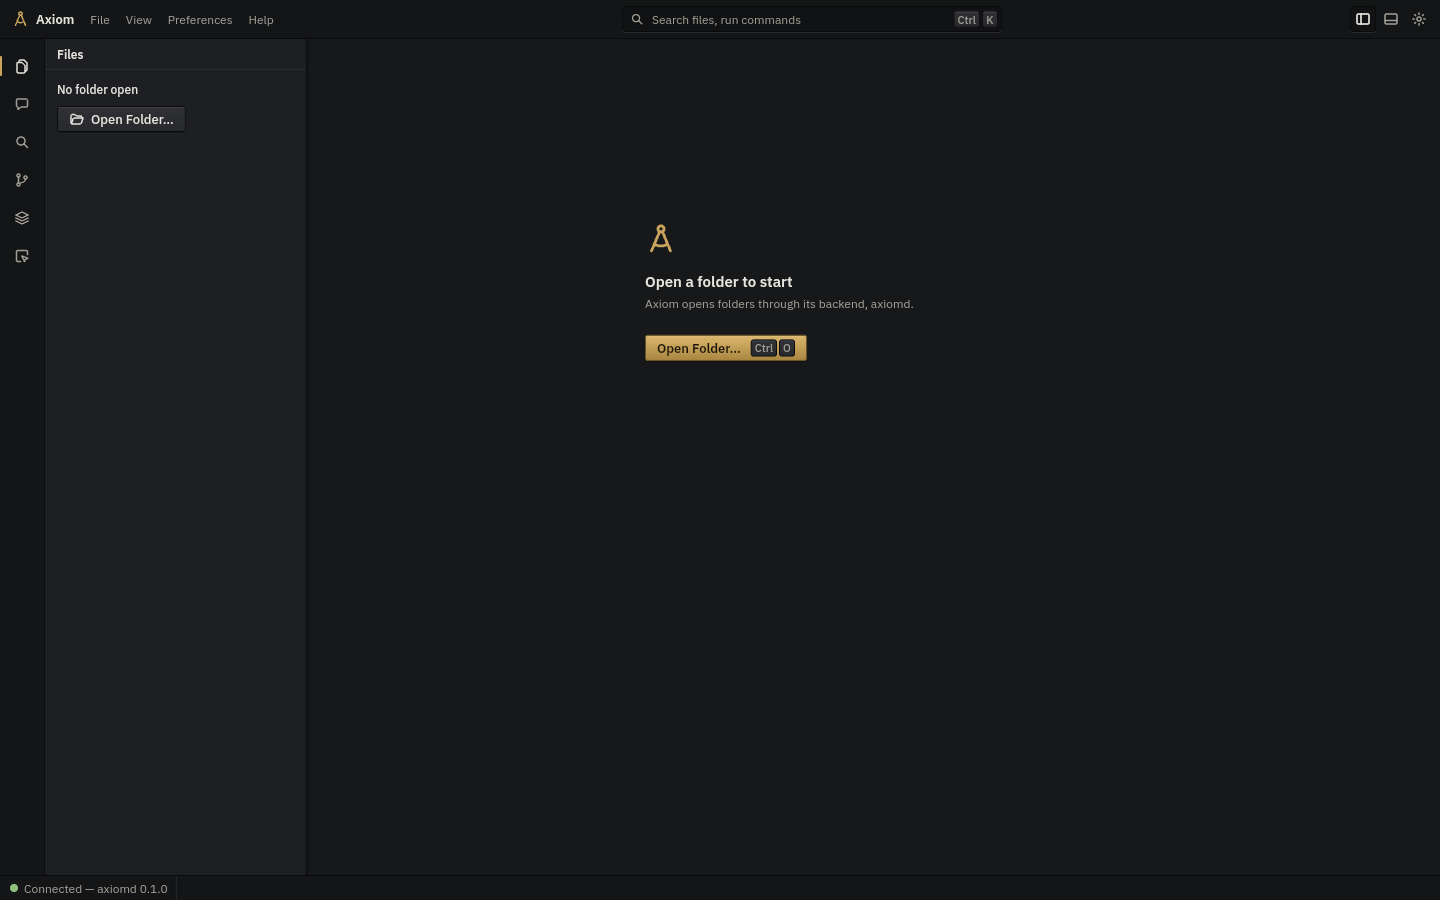 Axiom File View Preferences Help Search files, run commands Ctrl K
Files
No folder open
Open Folder...
Open a folder to start
Axiom opens folders through its backend, axiomd.
Open Folder... Ctrl O
Connected — axiomd 0.1.0